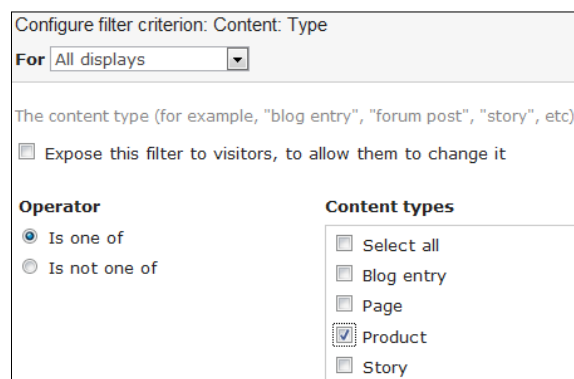 Configure filter criterion: Content: Type
For All displays
The content type (for example, "blog entry", "forum post", "story", etc)
Expose this filter to visitors, to allow them to change it
Operator
Is one of
Is not one of
Content types
Select all
Blog entry
Page
Product
Story